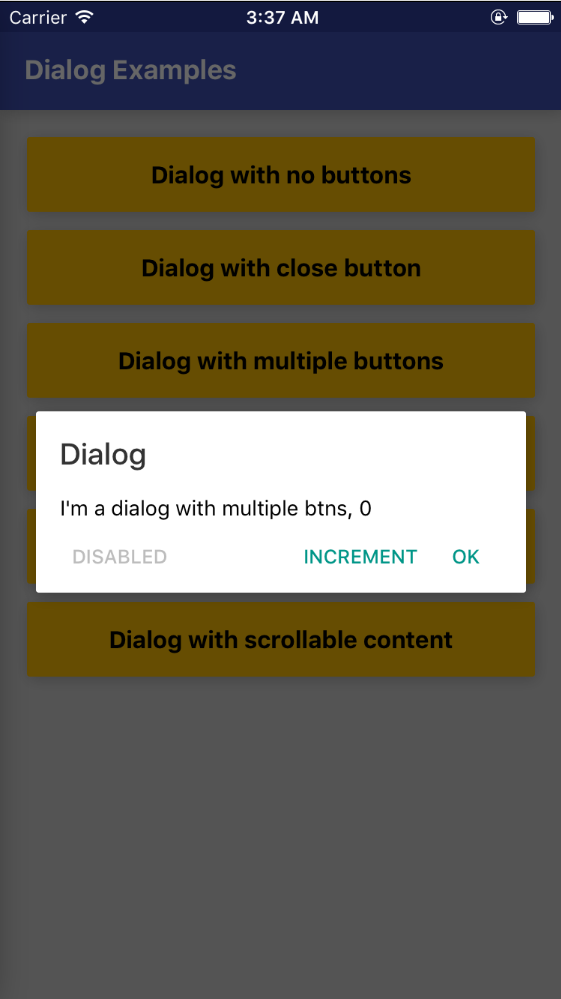 Carrier 3:37 AM
Dialog Examples
Dialog with no buttons
Dialog with close button
Dialog with multiple buttons
Dialog
I'm a dialog with multiple btns, 0
DISABLED INCREMENT OK
Dialog with scrollable content